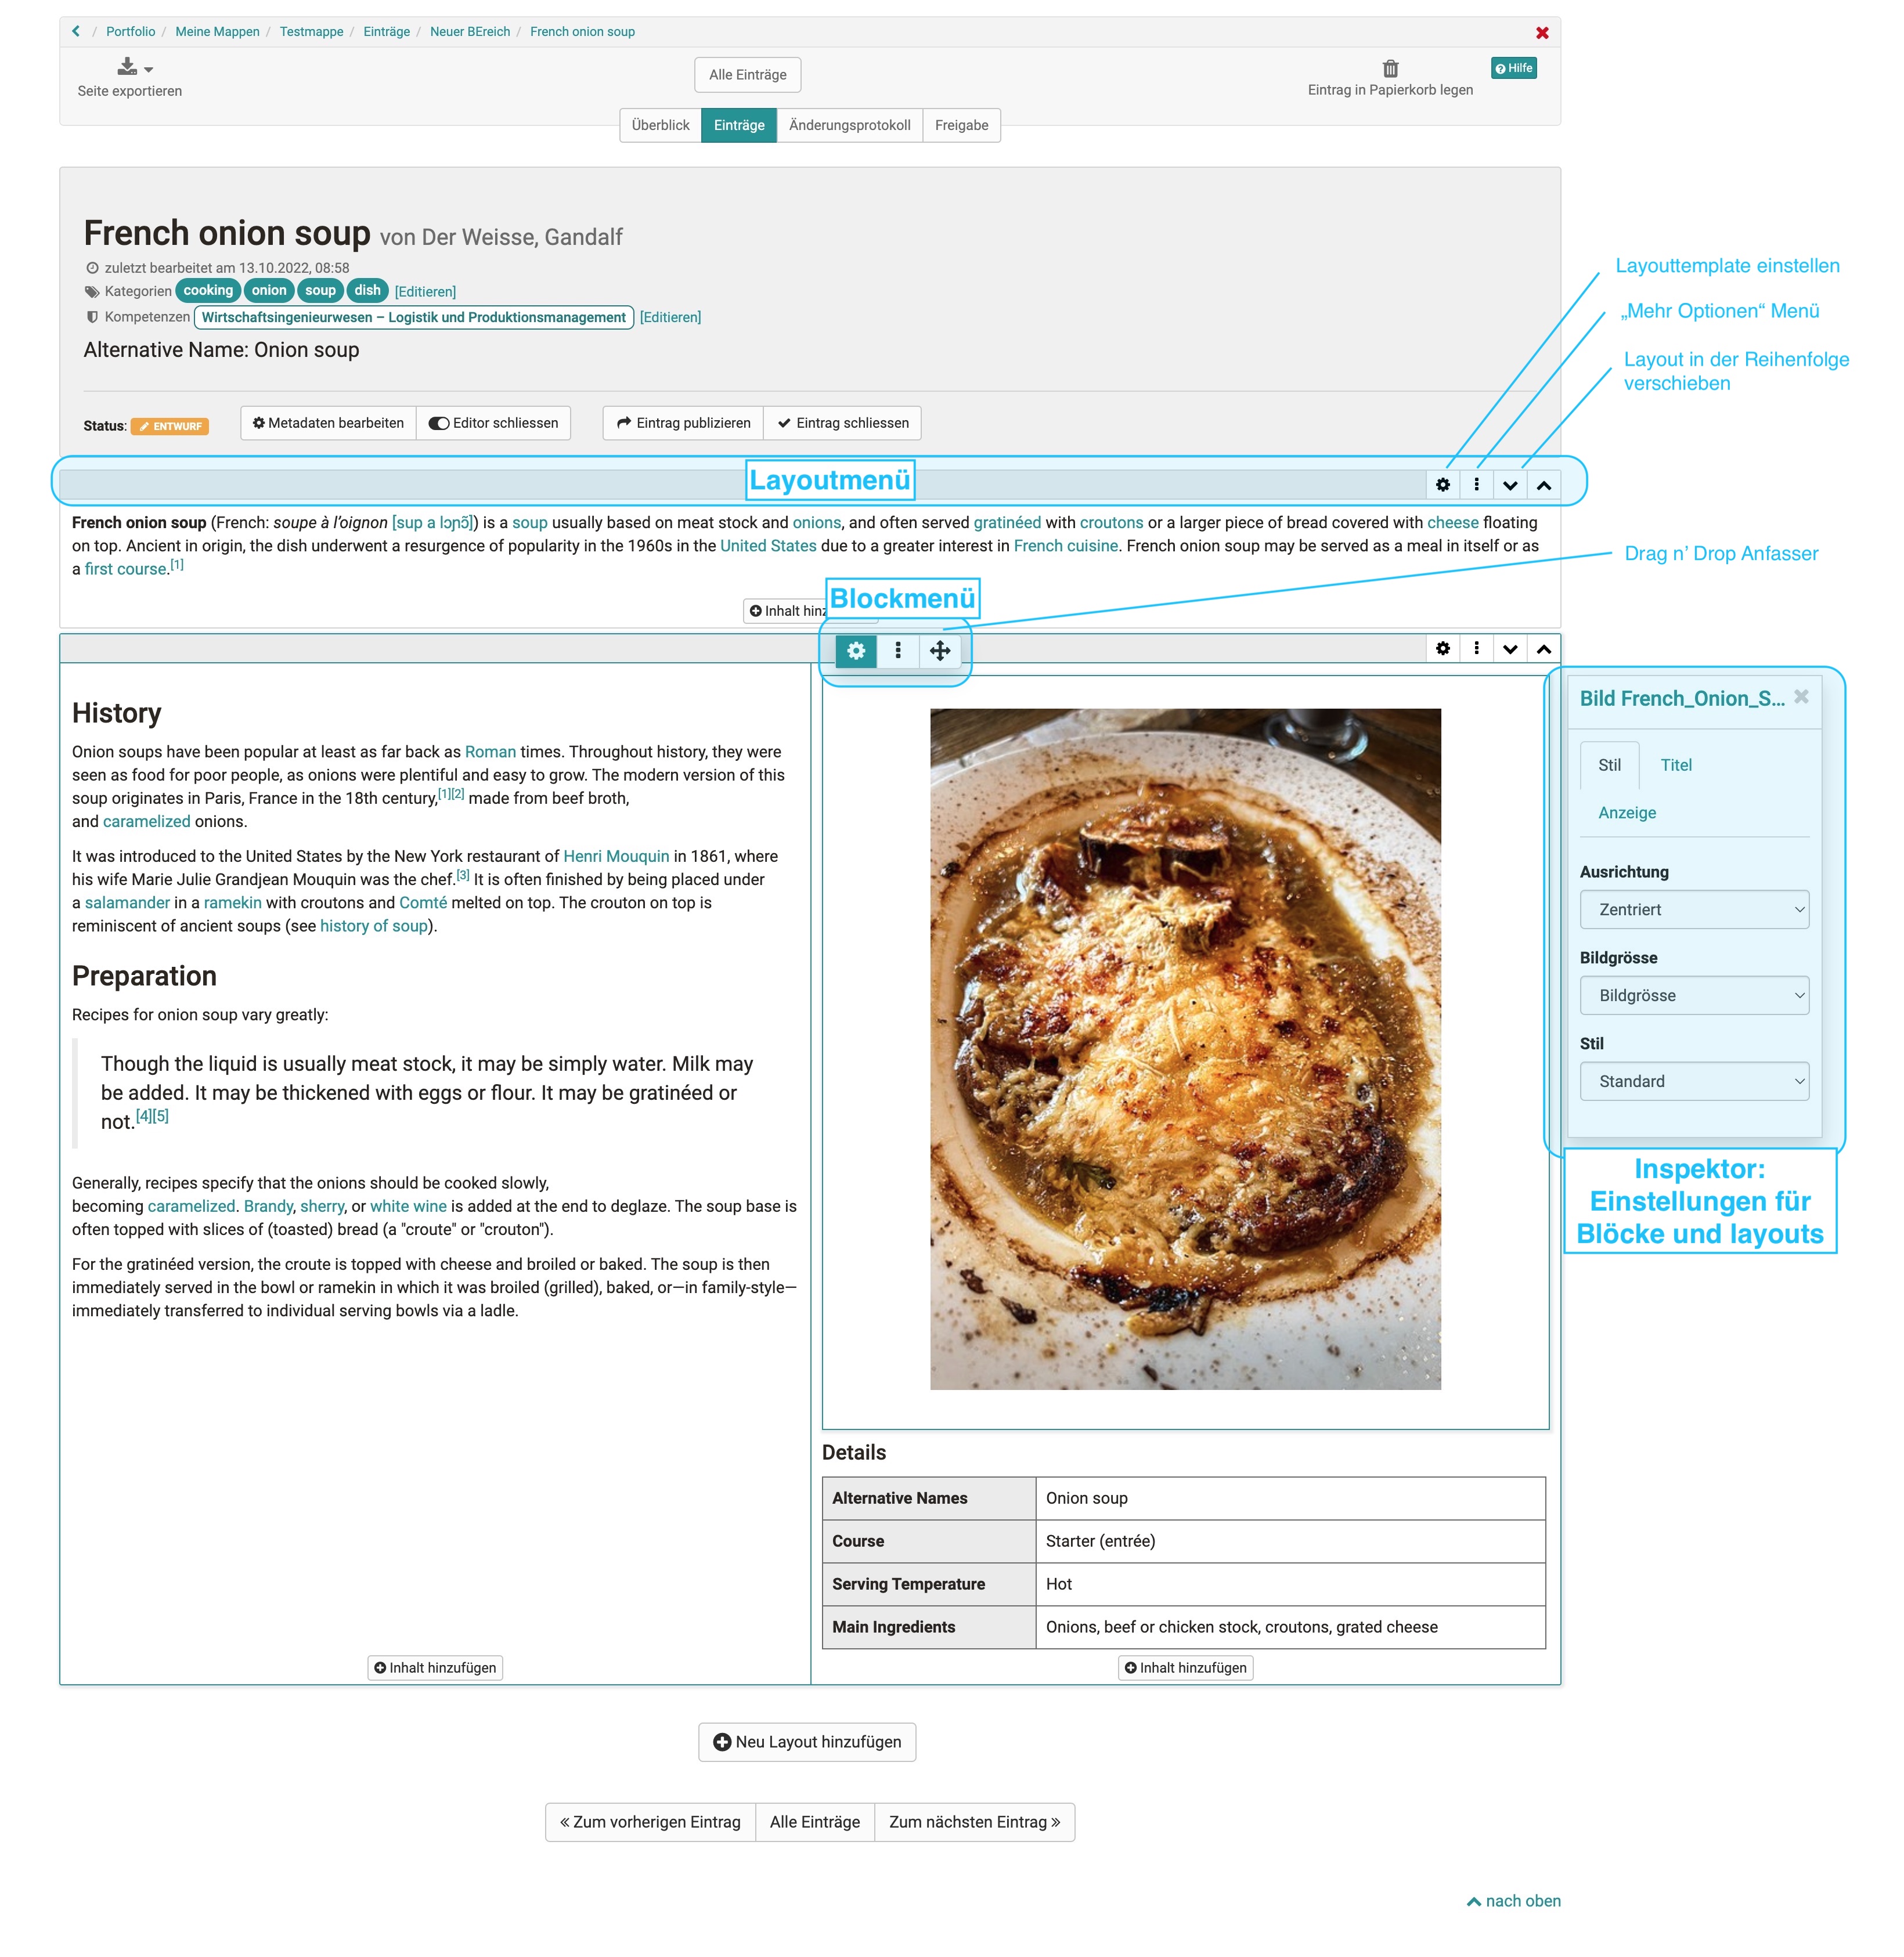 / Portfolio / Meine Mappen / Testmappe / Einträge / Neuer BEreich / French onion soup
Seite exportieren
Alle Einträge
Eintrag in Papierkorb legen
Hilfe
Überblick Einträge Änderungsprotokoll Freigabe
French onion soup von Der Weisse, Gandalf
zuletzt bearbeitet am 13.10.2022, 08:58
Kategorien cooking onion soup dish [Editieren]
Kompetenzen Wirtschaftsingenieurwesen – Logistik und Produktionsmanagement [Editieren]
Alternative Name: Onion soup
Status: ENTWURF Metadaten bearbeiten Editor schliessen Eintrag publizieren Eintrag schliessen
Layouttemplate einstellen
„Mehr Optionen“ Menü
Layout in der Reihenfolge
verschieben
Layoutmenü
French onion soup (French: soupe à l’oignon [sup a lɔɲɔ̃]) is a soup usually based on meat stock and onions, and often served gratinéed with croutons or a larger piece of bread covered with cheese floating
on top. Ancient in origin, the dish underwent a resurgence of popularity in the 1960s in the United States due to a greater interest in French cuisine. French onion soup may be served as a meal in itself or as
a first course.[1]
Drag n’ Drop Anfasser
Inhalt hinz
Blockmenü
History
Onion soups have been popular at least as far back as Roman times. Throughout history, they were
seen as food for poor people, as onions were plentiful and easy to grow. The modern version of this
soup originates in Paris, France in the 18th century,[1][2] made from beef broth,
and caramelized onions.
It was introduced to the United States by the New York restaurant of Henri Mouquin in 1861, where
his wife Marie Julie Grandjean Mouquin was the chef.[3] It is often finished by being placed under
a salamander in a ramekin with croutons and Comté melted on top. The crouton on top is
reminiscent of ancient soups (see history of soup).
Preparation
Recipes for onion soup vary greatly:
Though the liquid is usually meat stock, it may be simply water. Milk may
be added. It may be thickened with eggs or flour. It may be gratinéed or
not.[4][5]
Generally, recipes specify that the onions should be cooked slowly,
becoming caramelized. Brandy, sherry, or white wine is added at the end to deglaze. The soup base is
often topped with slices of (toasted) bread (a "croute" or "crouton").
For the gratinéed version, the croute is topped with cheese and broiled or baked. The soup is then
immediately served in the bowl or ramekin in which it was broiled (grilled), baked, or—in family-style—
immediately transferred to individual serving bowls via a ladle.
Inhalt hinzufügen
Details
Alternative Names Onion soup
Course Starter (entrée)
Serving Temperature Hot
Main Ingredients Onions, beef or chicken stock, croutons, grated cheese
Inhalt hinzufügen
Bild French_Onion_S...
Stil Titel
Anzeige
Ausrichtung
Zentriert
Bildgrösse
Bildgrösse
Stil
Standard
Inspektor:
Einstellungen für
Blöcke und layouts
Neu Layout hinzufügen
« Zum vorherigen Eintrag Alle Einträge Zum nächsten Eintrag »
nach oben